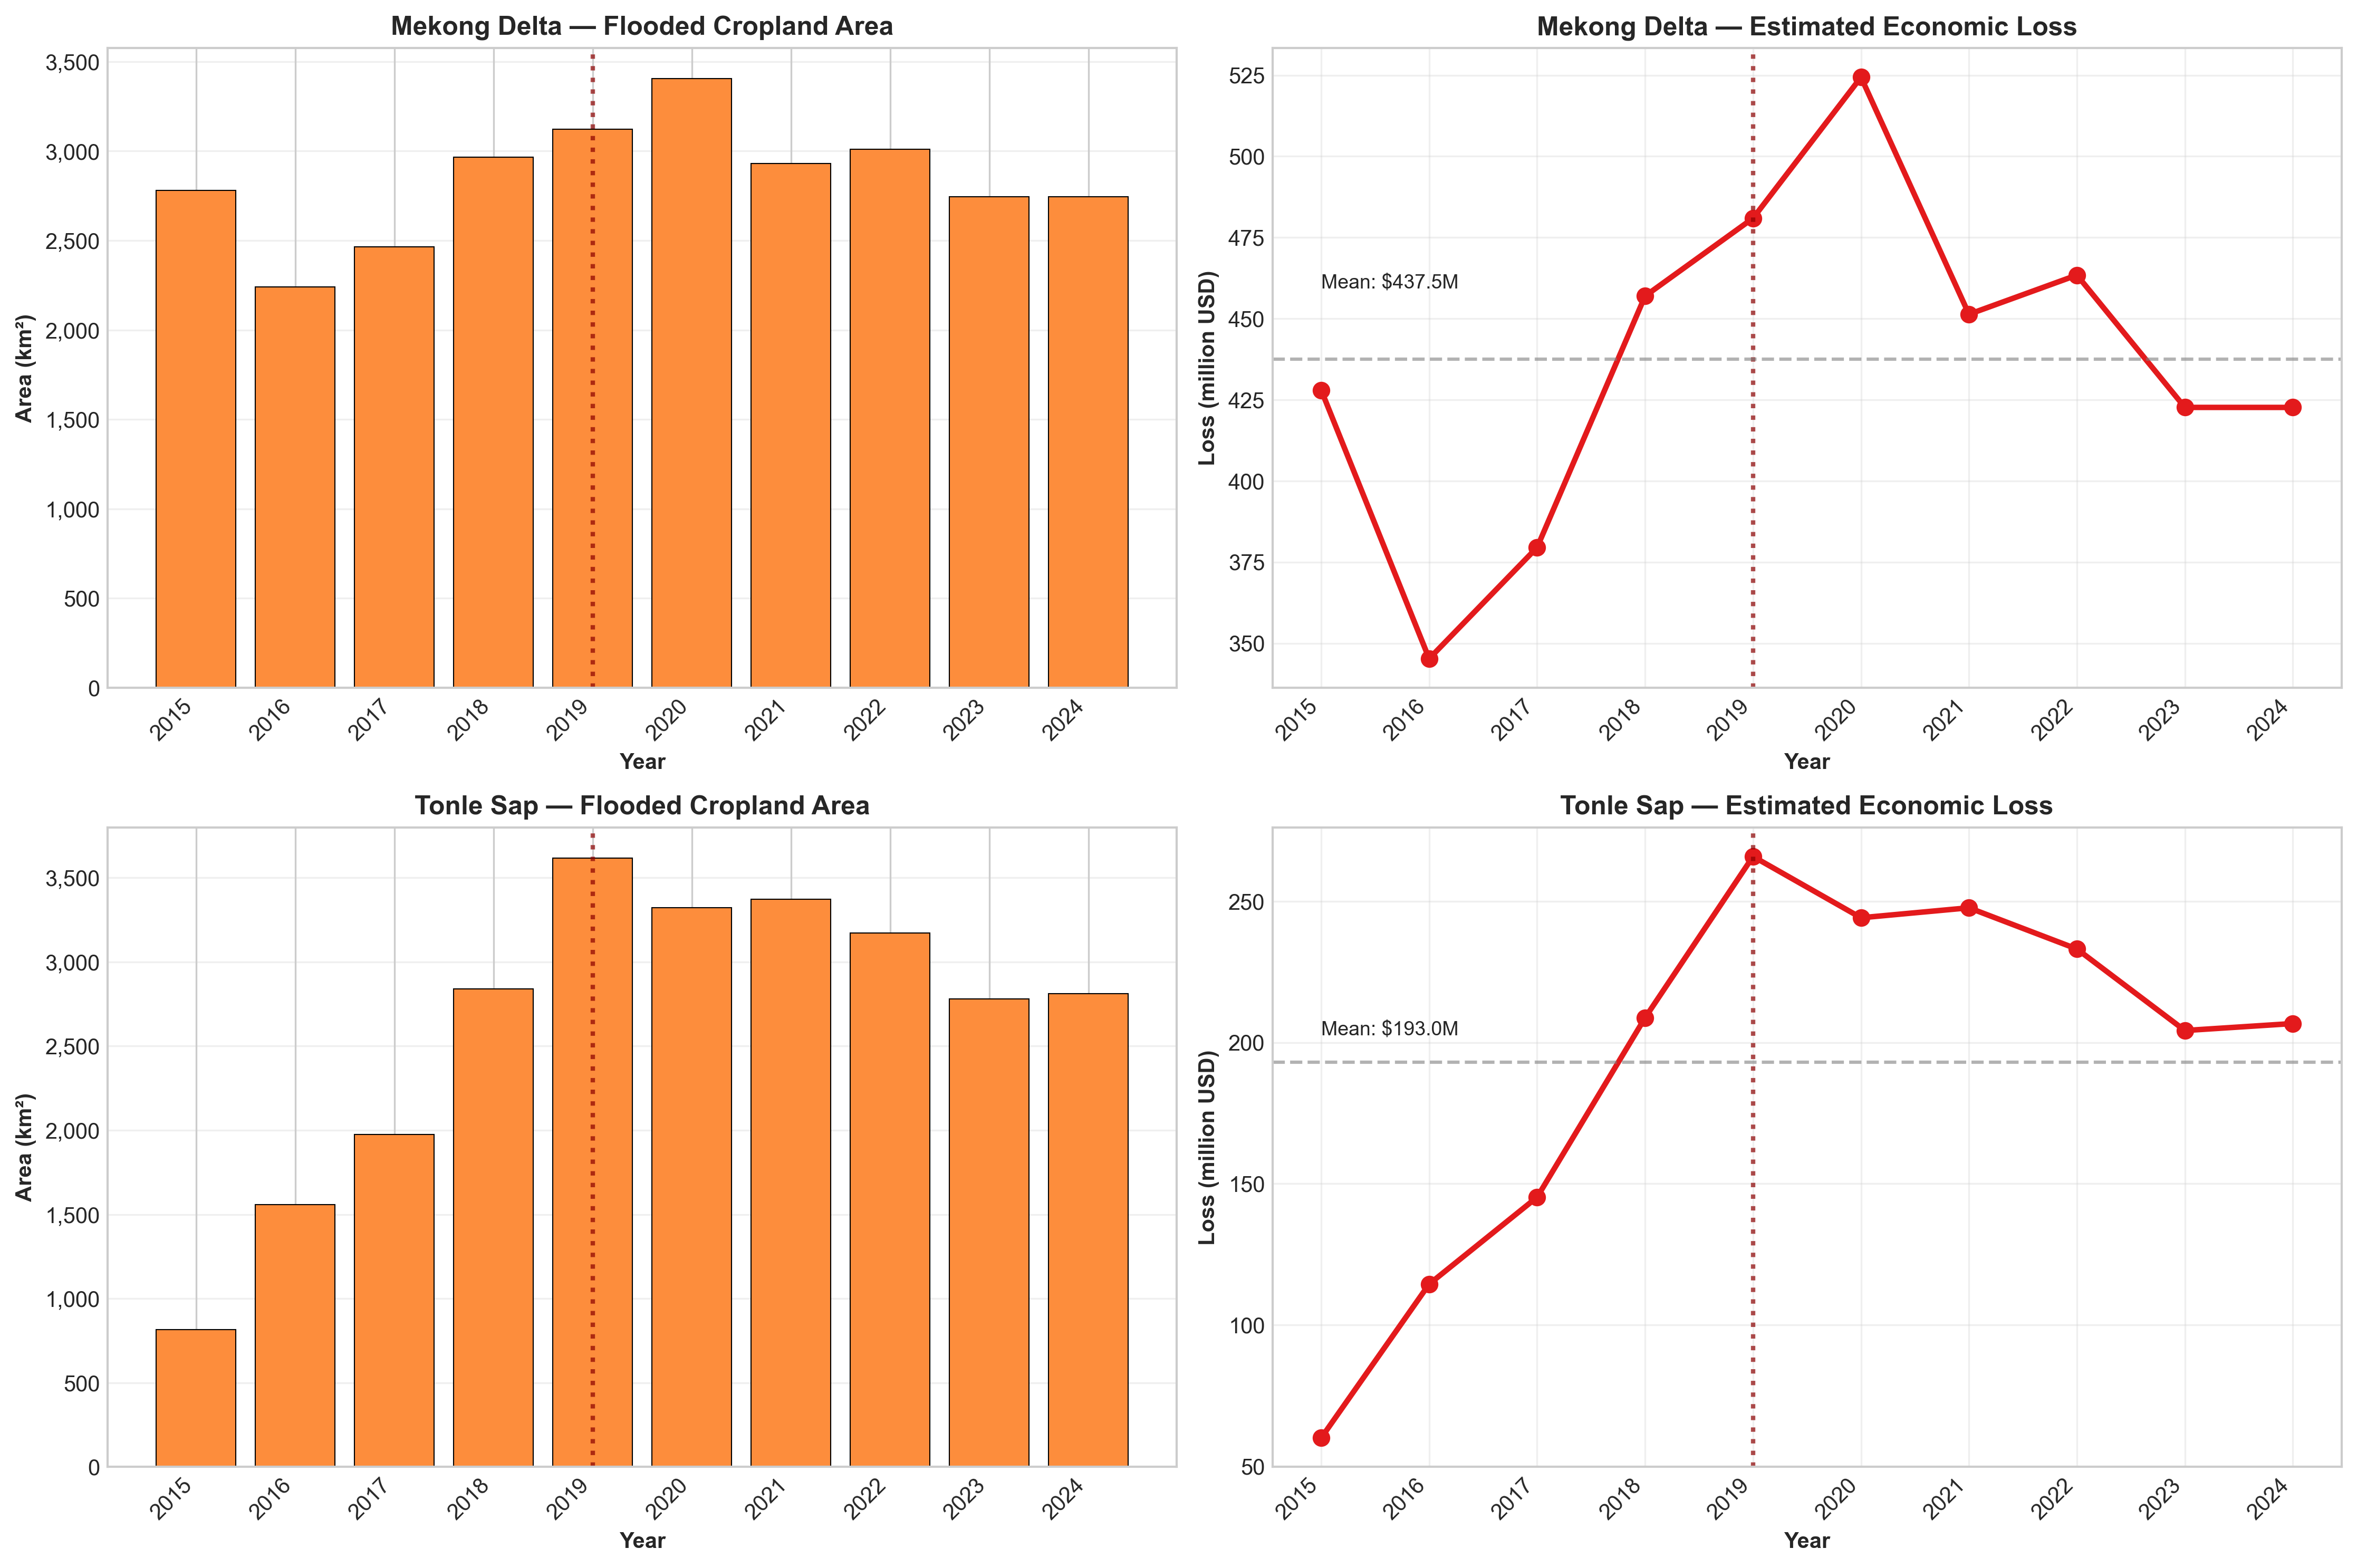 Mekong Delta — Flooded Cropland Area
3,500
3,000
2,500
2,000
1,500
1,000
500
0
Area (km²)
2015 2016 2017 2018 2019 2020 2021 2022 2023 2024
Year
Mekong Delta — Estimated Economic Loss
525
500
475
450
425
400
375
350
Loss (million USD)
Mean: $437.5M
2015 2016 2017 2018 2019 2020 2021 2022 2023 2024
Year
Tonle Sap — Flooded Cropland Area
3,500
3,000
2,500
2,000
1,500
1,000
500
0
Area (km²)
2015 2016 2017 2018 2019 2020 2021 2022 2023 2024
Year
Tonle Sap — Estimated Economic Loss
250
200
150
100
50
Loss (million USD)
Mean: $193.0M
2015 2016 2017 2018 2019 2020 2021 2022 2023 2024
Year